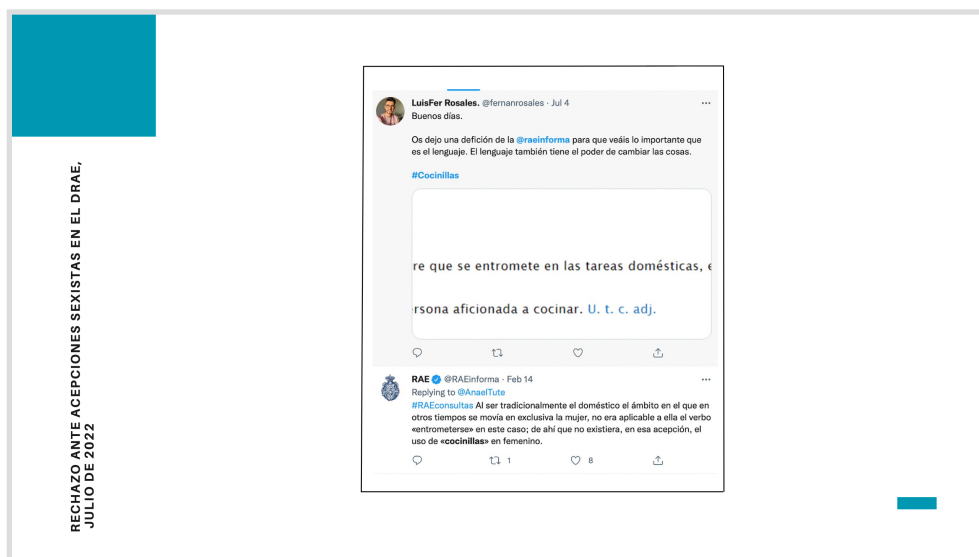 RECHAZO ANTE ACEPCIONES SEXISTAS EN EL DRAE,
JULIO DE 2022
LuisFer Rosales. @fernanrosales · Jul 4
Buenos días.
Os dejo una defición de la @raeinforma para que veáis lo importante que
es el lenguaje. El lenguaje también tiene el poder de cambiar las cosas.
#Cocinillas
re que se entromete en las tareas domésticas, e
rsona aficionada a cocinar. U. t. c. adj.
RAE @RAEinforma · Feb 14
Replying to @AnaelTute
#RAEconsultas Al ser tradicionalmente el doméstico el ámbito en el que en
otros tiempos se movía en exclusiva la mujer, no era aplicable a ella el verbo
«entrometerse» en este caso; de ahí que no existiera, en esa acepción, el
uso de «cocinillas» en femenino.
1 8